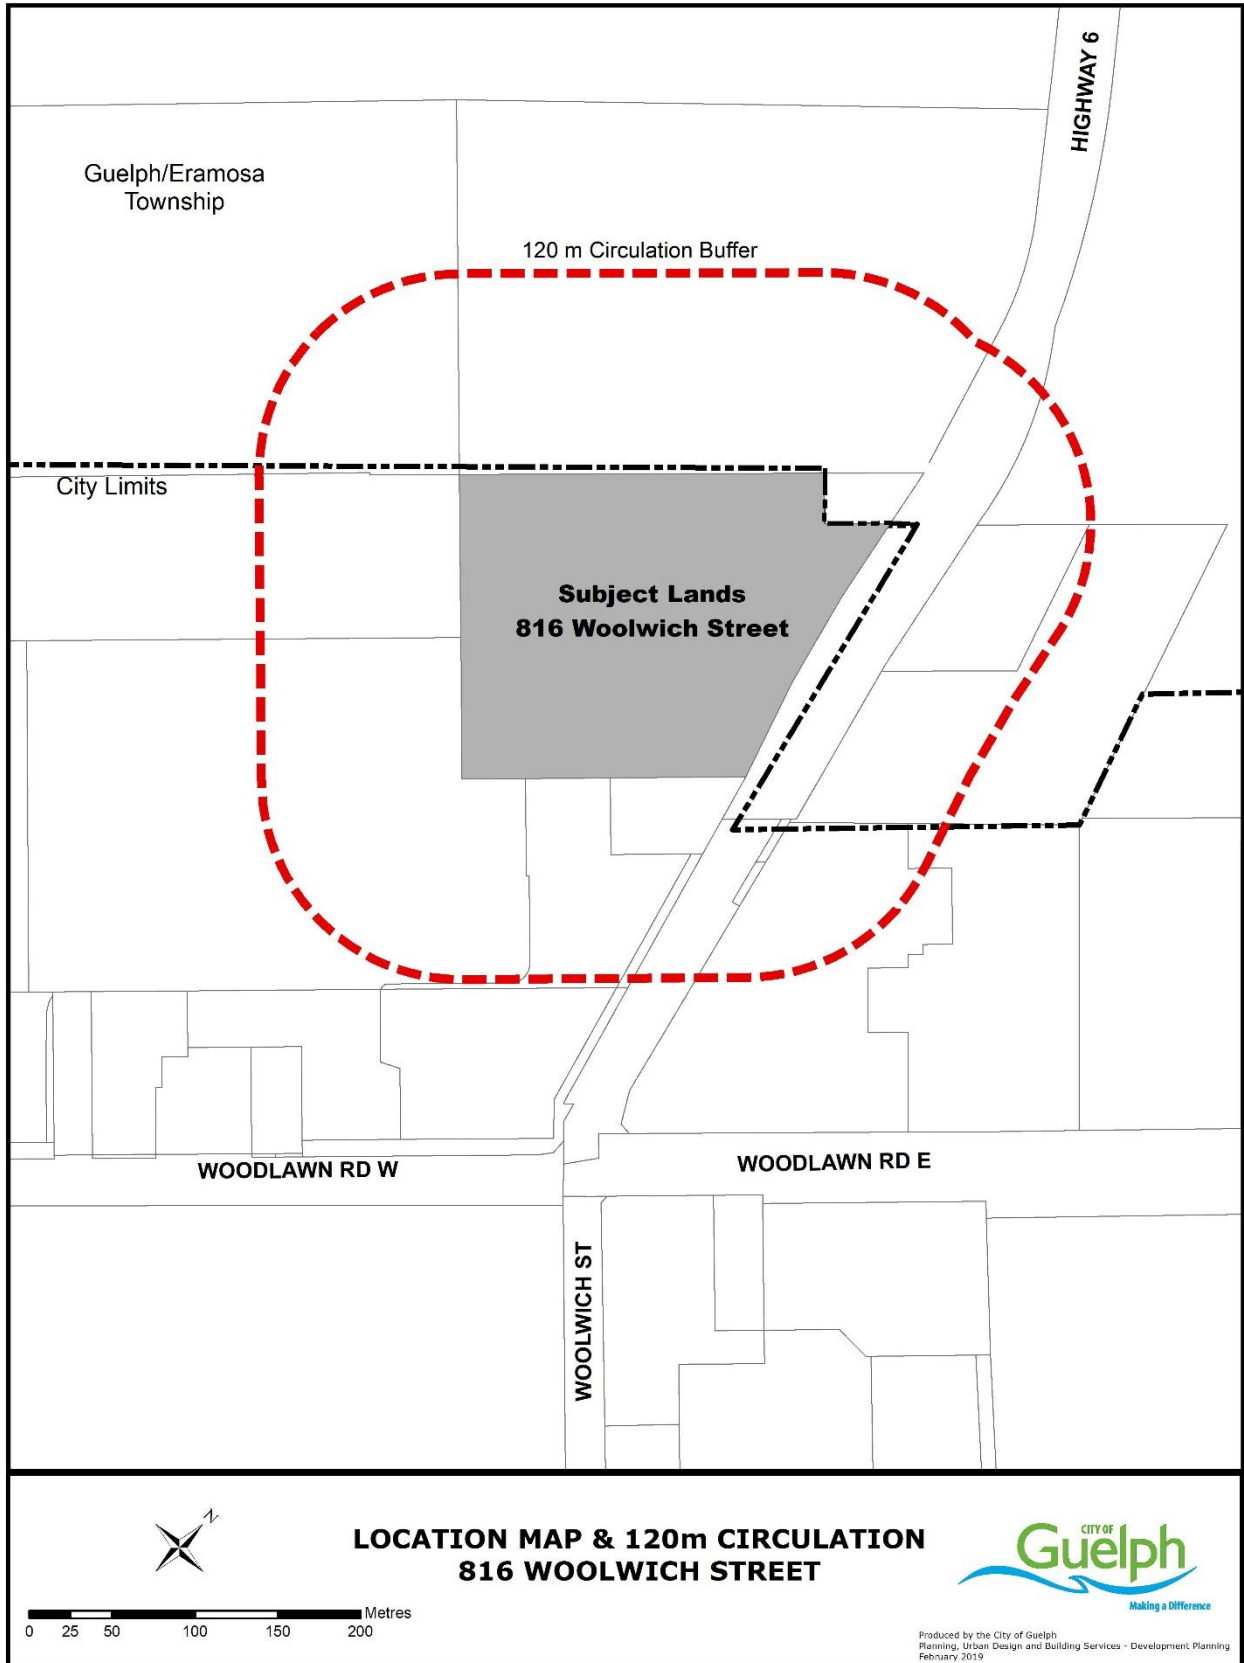 HIGHWAY 6
Guelph/Eramosa
Township
120 m Circulation Buffer
City Limits
Subject Lands
816 Woolwich Street
WOODLAWN RD W
WOODLAWN RD E
WOOLWICH ST
N
LOCATION MAP & 120m CIRCULATION
816 WOOLWICH STREET
CITY OF
Guelph
Making a Difference
Metres
0 25 50 100 150 200
Produced by the City of Guelph
Planning, Urban Design and Building Services - Development Planning
February 2019